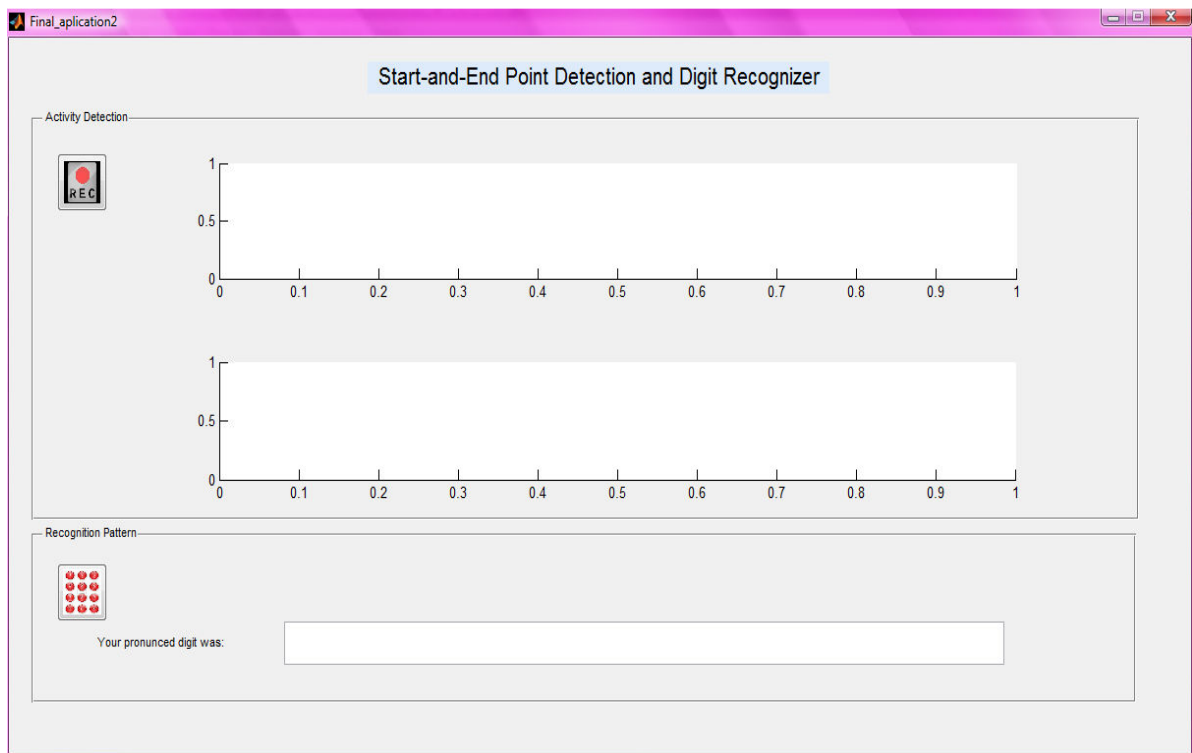 Final_aplication2
Start-and-End Point Detection and Digit Recognizer
Activity Detection
REC
1
0.5
0
0 0.1 0.2 0.3 0.4 0.5 0.6 0.7 0.8 0.9 1
1
0.5
0
0 0.1 0.2 0.3 0.4 0.5 0.6 0.7 0.8 0.9 1
Recognition Pattern
Your pronunced digit was: